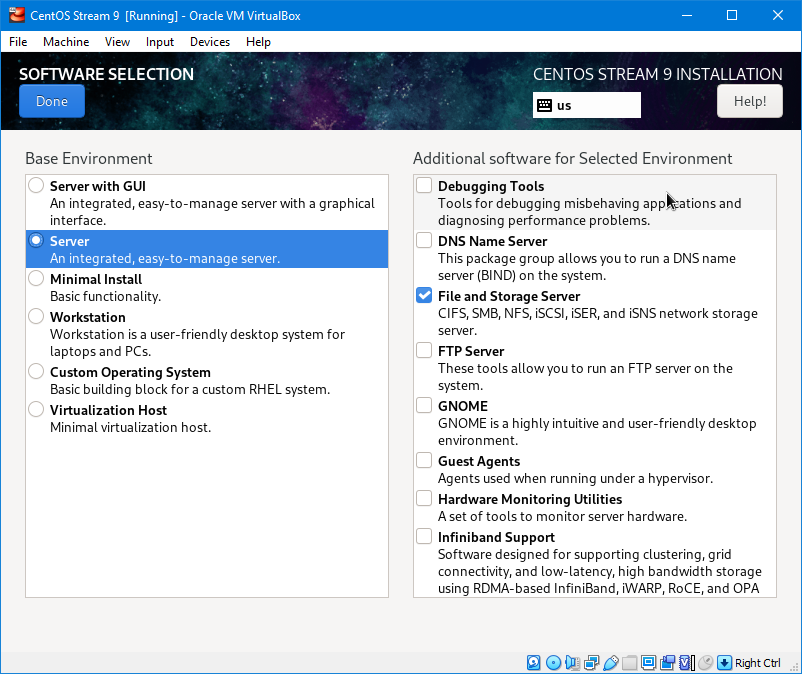 CentOS Stream 9 [Running] - Oracle VM VirtualBox
File Machine View Input Devices Help
SOFTWARE SELECTION
CENTOS STREAM 9 INSTALLATION
Done
us
Help!
Base Environment
Server with GUI
An integrated, easy-to-manage server with a graphical
interface.
Server
An integrated, easy-to-manage server.
Minimal Install
Basic functionality.
Workstation
Workstation is a user-friendly desktop system for
laptops and PCs.
Custom Operating System
Basic building block for a custom RHEL system.
Virtualization Host
Minimal virtualization host.
Additional software for Selected Environment
Debugging Tools
Tools for debugging misbehaving applications and
diagnosing performance problems.
DNS Name Server
This package group allows you to run a DNS name
server (BIND) on the system.
File and Storage Server
CIFS, SMB, NFS, iSCSI, iSER, and iSNS network storage
server.
FTP Server
These tools allow you to run an FTP server on the
system.
GNOME
GNOME is a highly intuitive and user-friendly desktop
environment.
Guest Agents
Agents used when running under a hypervisor.
Hardware Monitoring Utilities
A set of tools to monitor server hardware.
Infiniband Support
Software designed for supporting clustering, grid
connectivity, and low-latency, high bandwidth storage
using RDMA-based InfiniBand, iWARP, RoCE, and OPA
Right Ctrl